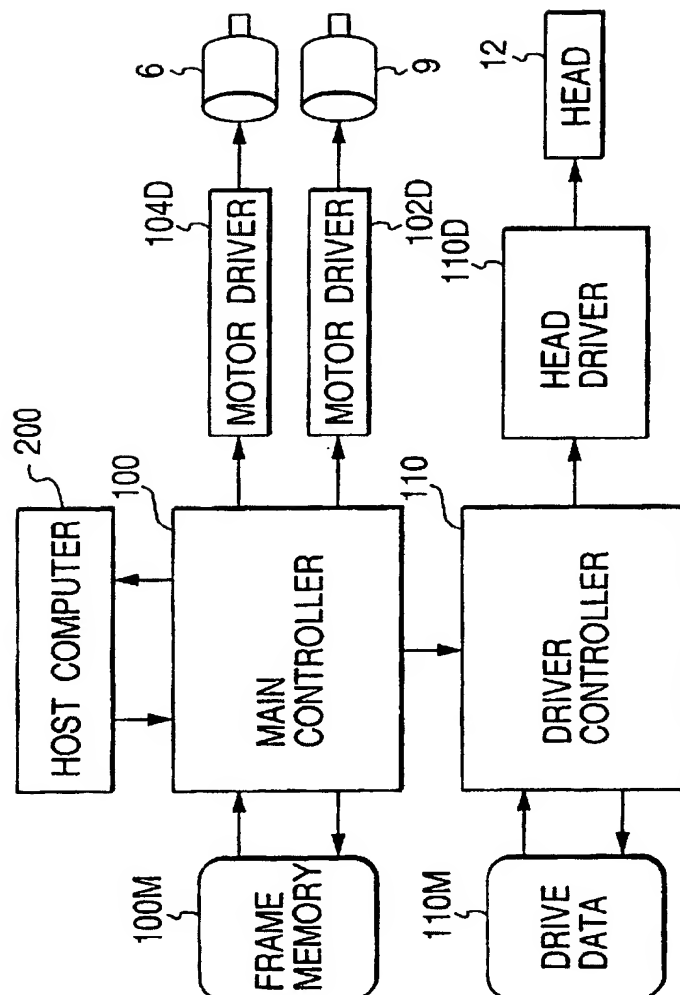 200
HOST COMPUTER
100M
FRAME
MEMORY
100
MAIN
CONTROLLER
104D
MOTOR DRIVER
6
MOTOR DRIVER
102D
9
110M
DRIVE
DATA
110
DRIVER
CONTROLLER
110D
HEAD
DRIVER
12
HEAD